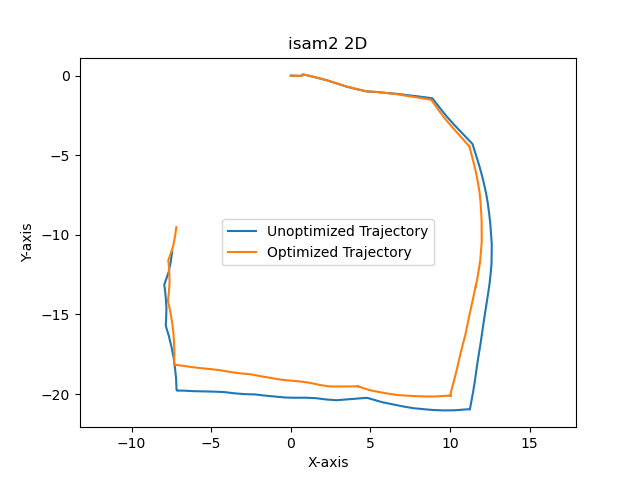 isam2 2D
0
−5
−10
−15
−20
Y-axis
Unoptimized Trajectory
Optimized Trajectory
−10
−5
0
5
10
15
X-axis